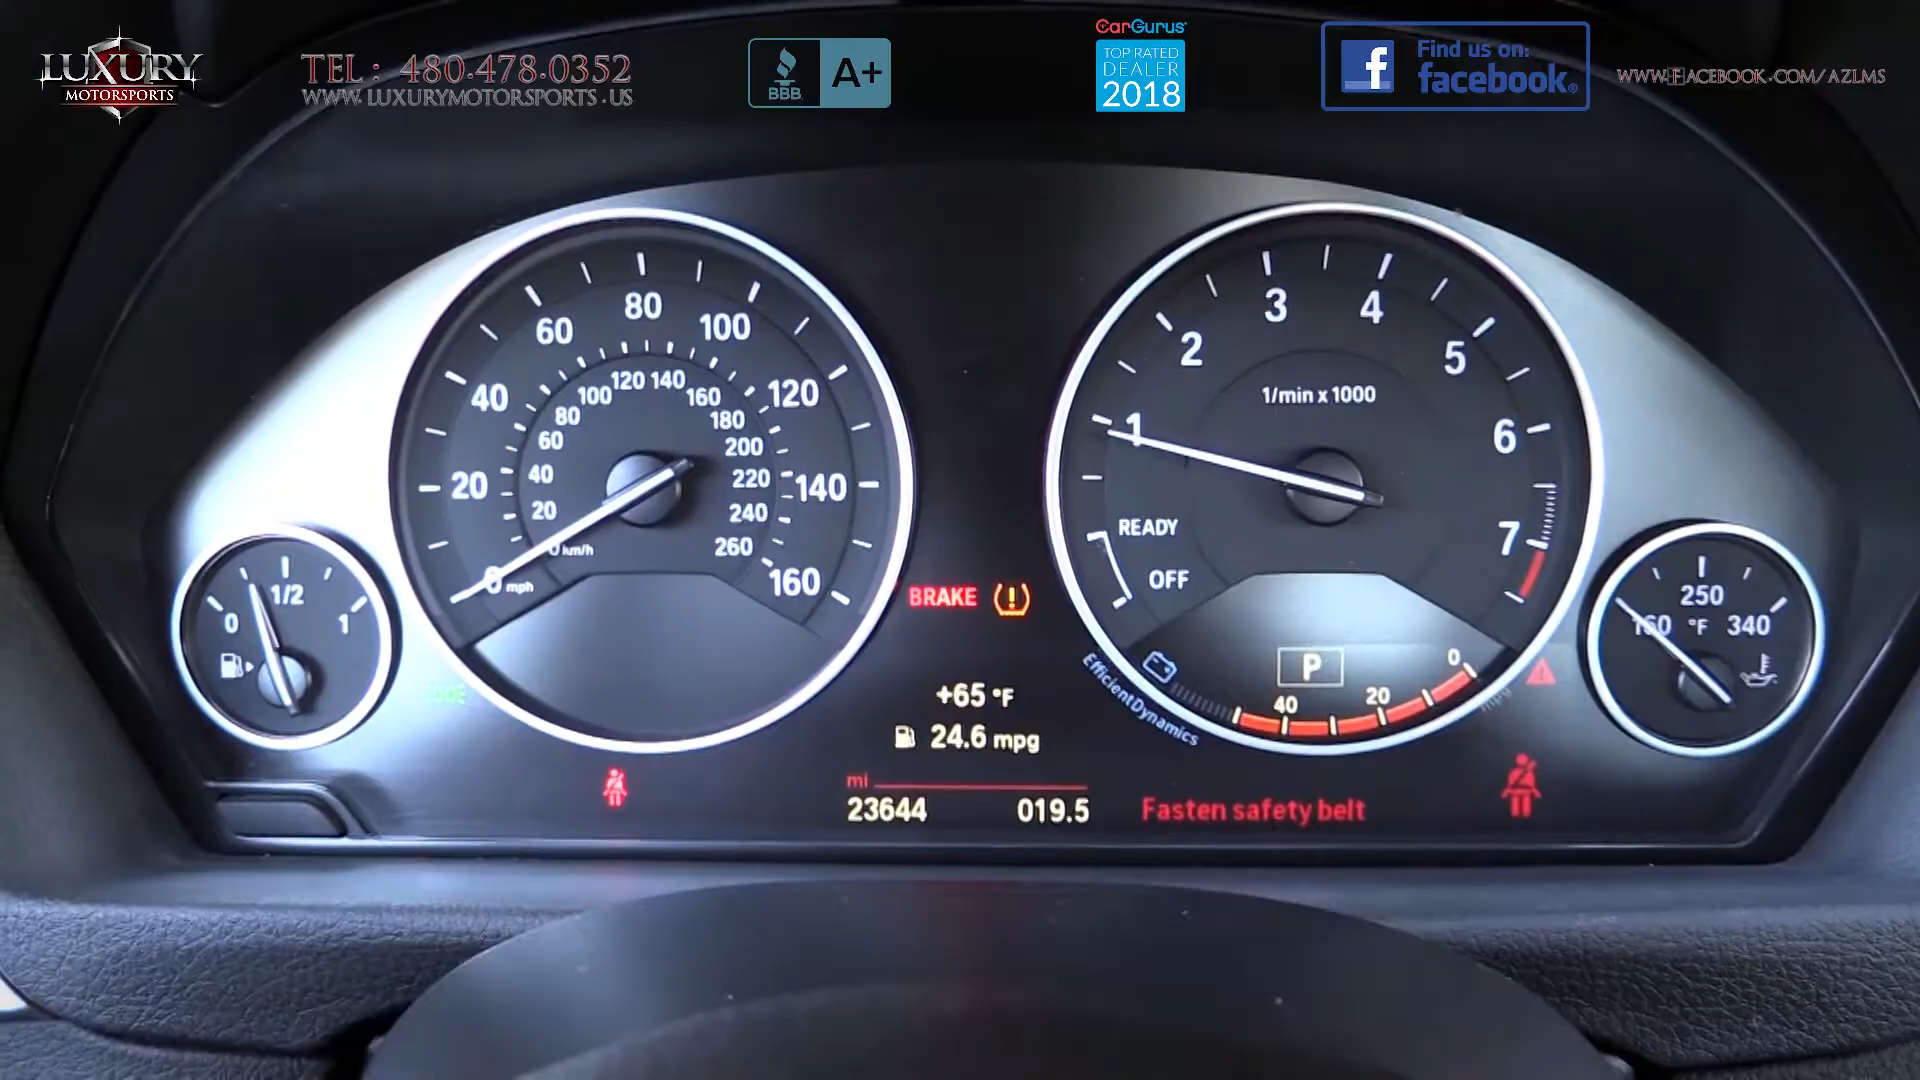 LUXURY
MOTORSPORTS
TEL : 480.478.0352
WWW.LUXURYMOTORSPORTS.US
BBB.
A+
CarGurus
TOP RATED
DEALER
2018
f
Find us on:
facebook®
WWW.FACEBOOK.COM/AZLMS
0 1/2 1
0 mph 20 40 60 80 100 120 140 160
0 km/h 20 40 60 80 100 120 140 160 180 200 220 240 260
OFF
READY
1 2 3 4 5 6 7
1/min x 1000
160 250 340
°F
BRAKE
P
40 20 0
mpg
EfficientDynamics
+65 °F
24.6 mpg
mi
23644 019.5
Fasten safety belt